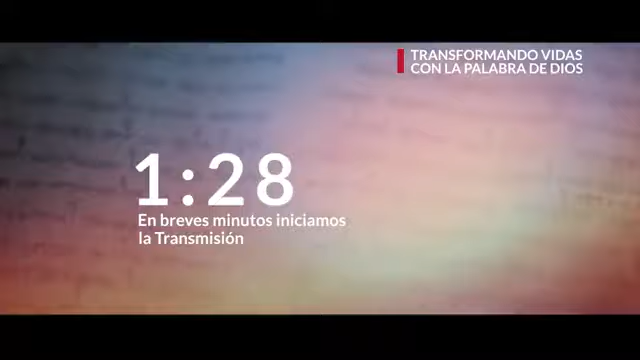 TRANSFORMANDO VIDAS
CON LA PALABRA DE DIOS
1:28
En breves minutos iniciamos
la Transmisión